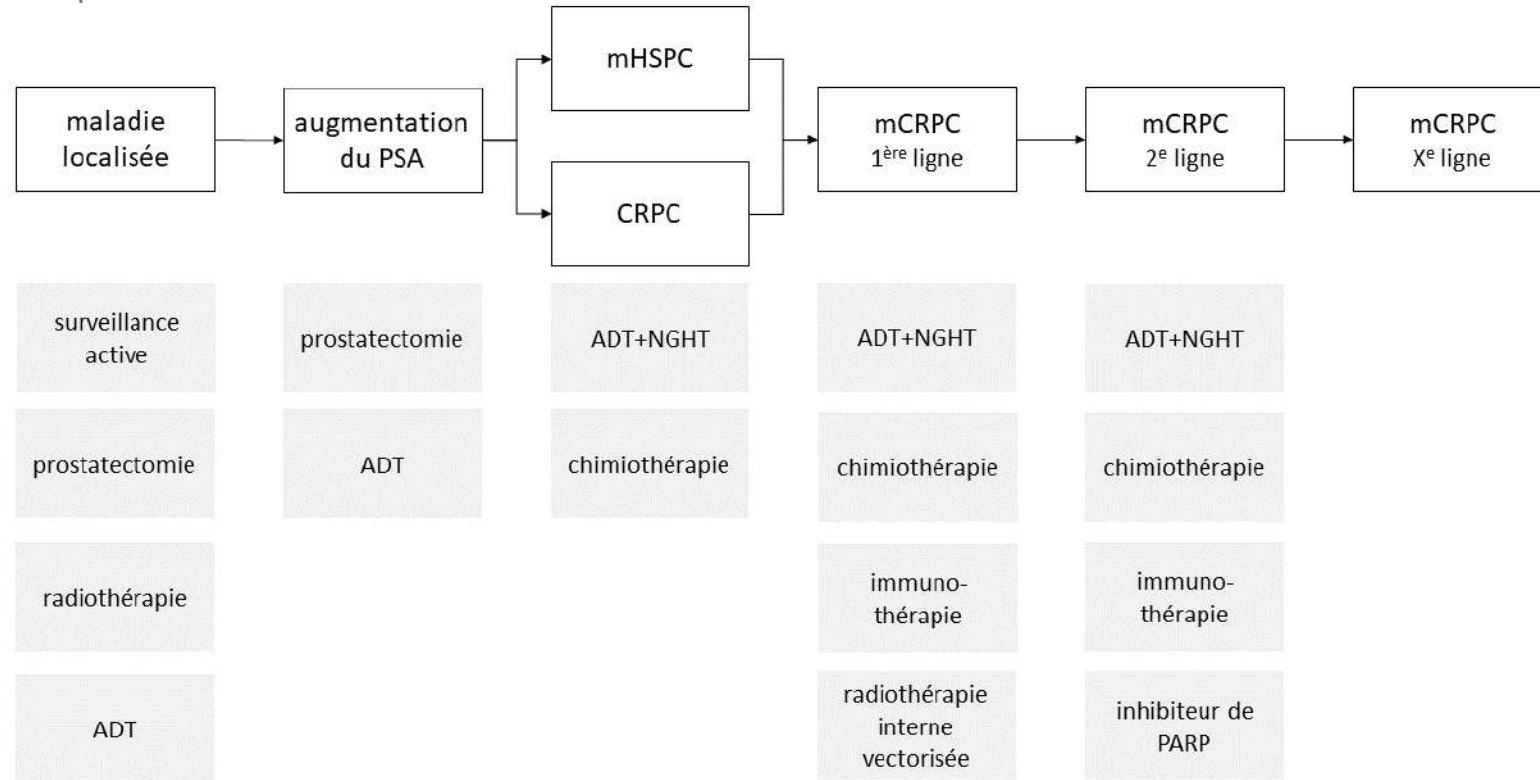 mHSPC
maladie
localisée
augmentation
du PSA
CRPC
mCRPC
1ère ligne
mCRPC
2e ligne
mCRPC
Xe ligne
surveillance
active
prostatectomie
ADT+NGHT
ADT+NGHT
ADT+NGHT
prostatectomie
ADT
chimiothérapie
chimiothérapie
chimiothérapie
radiothérapie
immuno-
thérapie
immuno-
thérapie
ADT
radiothérapie
interne
vectorisée
inhibiteur de
PARP